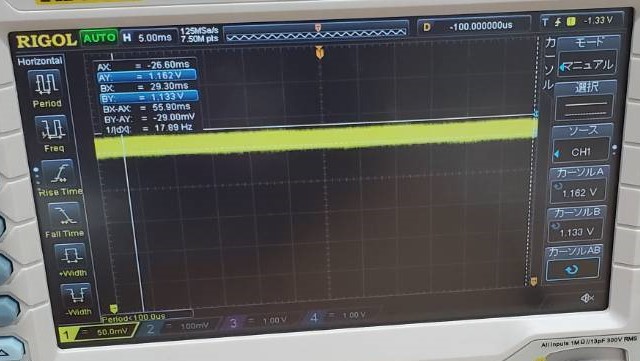 RIGOL AUTO H 5.00ms 125MSa/s 7.50M pts D -100.000000us T -1.33 V
Horizontal
Period
Freq
Rise Time
Fall Time
+Width
-Width
AX: = -26.60ms
AY: = 1.162 V
BX: = 29.30ms
BY: = 1.133 V
BX-AX: = 55.90ms
BY-AY: = -29.00mV
1/|dX|: = 17.89 Hz
カーソル
モード
マニュアル
選択
ソース
CH1
カーソルA
1.162 V
カーソルB
1.133 V
カーソルAB
Period<100.0us
1 = 50.0mV 2 = 100mV 3 = 1.00 V 4 = 1.00 V
All Inputs 1MΩ//13pF 300V RMS